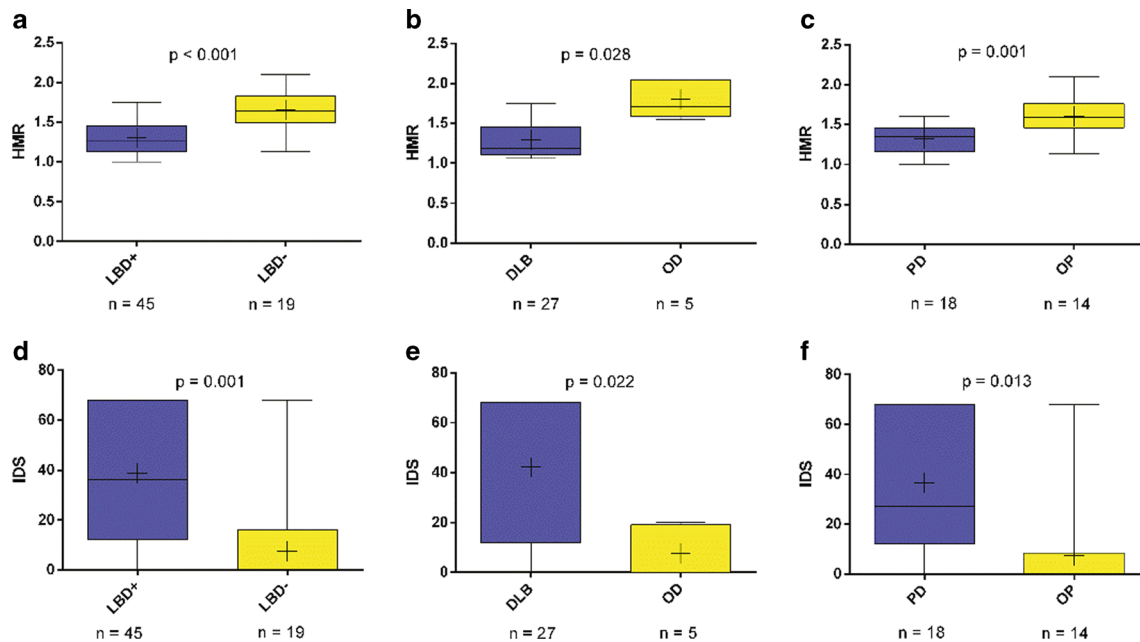 a
p < 0.001
HMR
2.5
2.0
1.5
1.0
0.5
0.0
LBD+
LBD-
n = 45
n = 19
b
p = 0.028
HMR
2.5
2.0
1.5
1.0
0.5
0.0
DLB
OD
n = 27
n = 5
c
p = 0.001
HMR
2.5
2.0
1.5
1.0
0.5
0.0
PD
OP
n = 18
n = 14
d
p = 0.001
IDS
80
60
40
20
0
LBD+
LBD-
n = 45
n = 19
e
p = 0.022
IDS
80
60
40
20
0
DLB
OD
n = 27
n = 5
f
p = 0.013
IDS
80
60
40
20
0
PD
OP
n = 18
n = 14